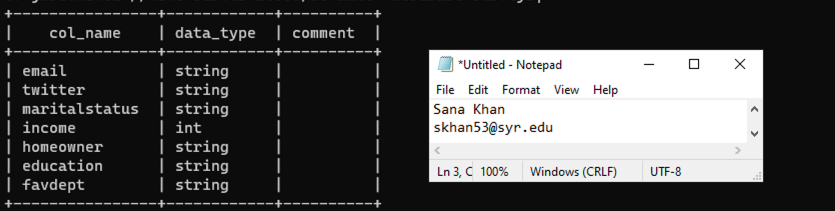 +----------------+------------+----------+
|    col_name    | data_type  | comment  |
+----------------+------------+----------+
| email          | string     |          |
| twitter        | string     |          |
| maritalstatus  | string     |          |
| income         | int        |          |
| homeowner      | string     |          |
| education      | string     |          |
| favdept        | string     |          |
+----------------+------------+----------+
*Untitled - Notepad
File Edit Format View Help
Sana Khan
skhan53@syr.edu
Ln 3, C 100% Windows (CRLF) UTF-8